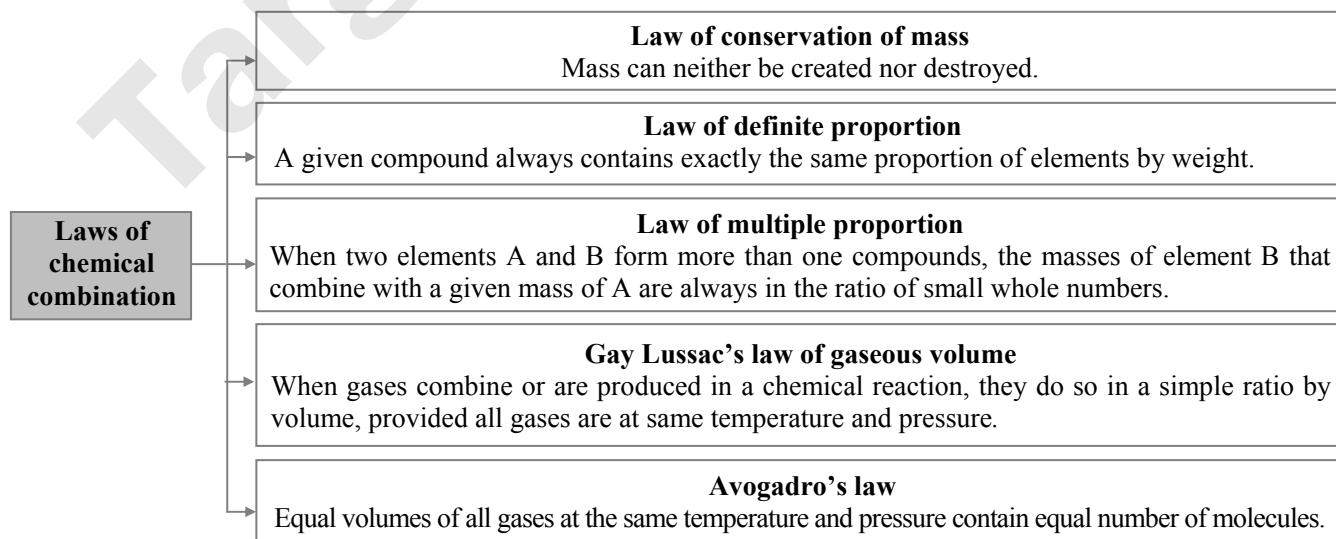 Law of conservation of mass
Mass can neither be created nor destroyed.
Law of definite proportion
A given compound always contains exactly the same proportion of elements by weight.
Laws of
chemical
combination
Law of multiple proportion
When two elements A and B form more than one compounds, the masses of element B that
combine with a given mass of A are always in the ratio of small whole numbers.
Gay Lussac’s law of gaseous volume
When gases combine or are produced in a chemical reaction, they do so in a simple ratio by
volume, provided all gases are at same temperature and pressure.
Avogadro’s law
Equal volumes of all gases at the same temperature and pressure contain equal number of molecules.